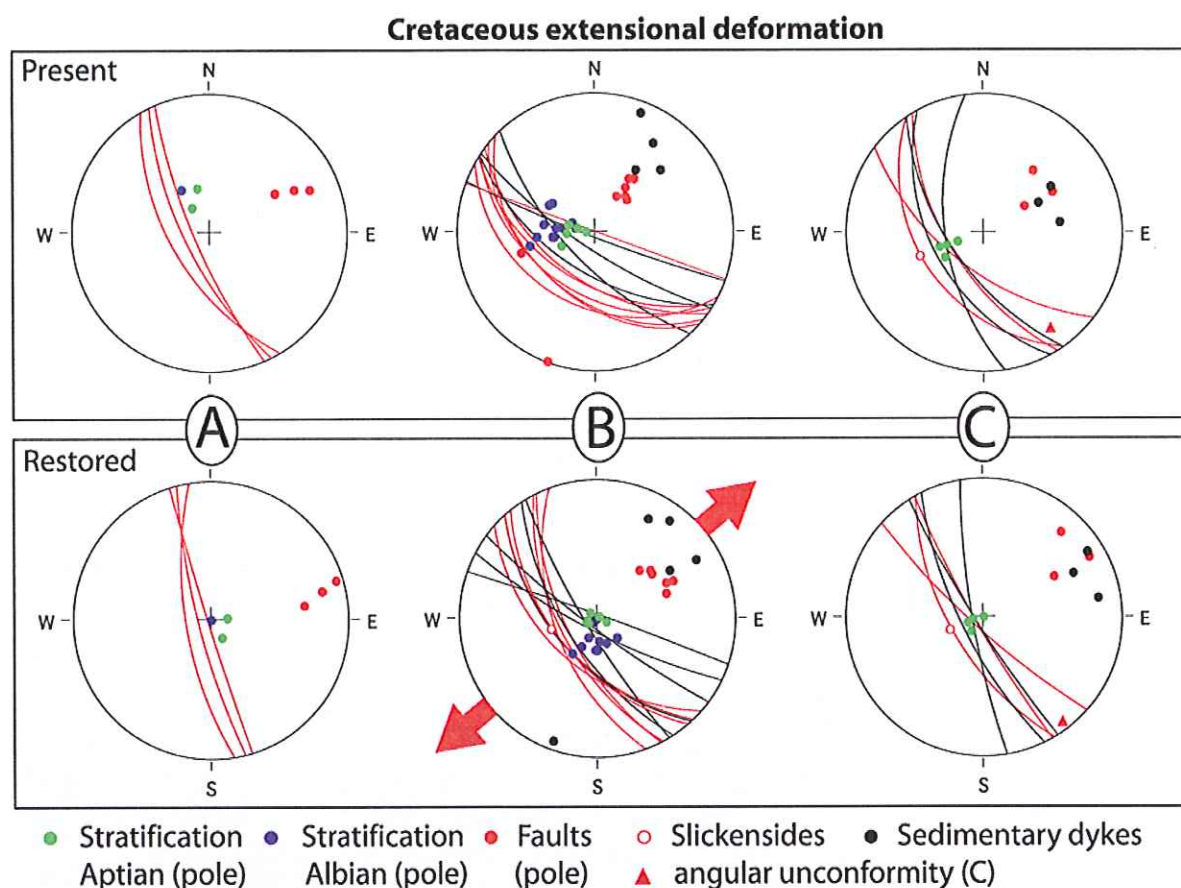 Cretaceous extensional deformation
Present
N N N
W E W E W E
A B C
Restored
W E W E W E
S S S
Stratification Aptian (pole)
Stratification Albian (pole)
Faults (pole)
Slickensides
Sedimentary dykes
angular unconformity (C)